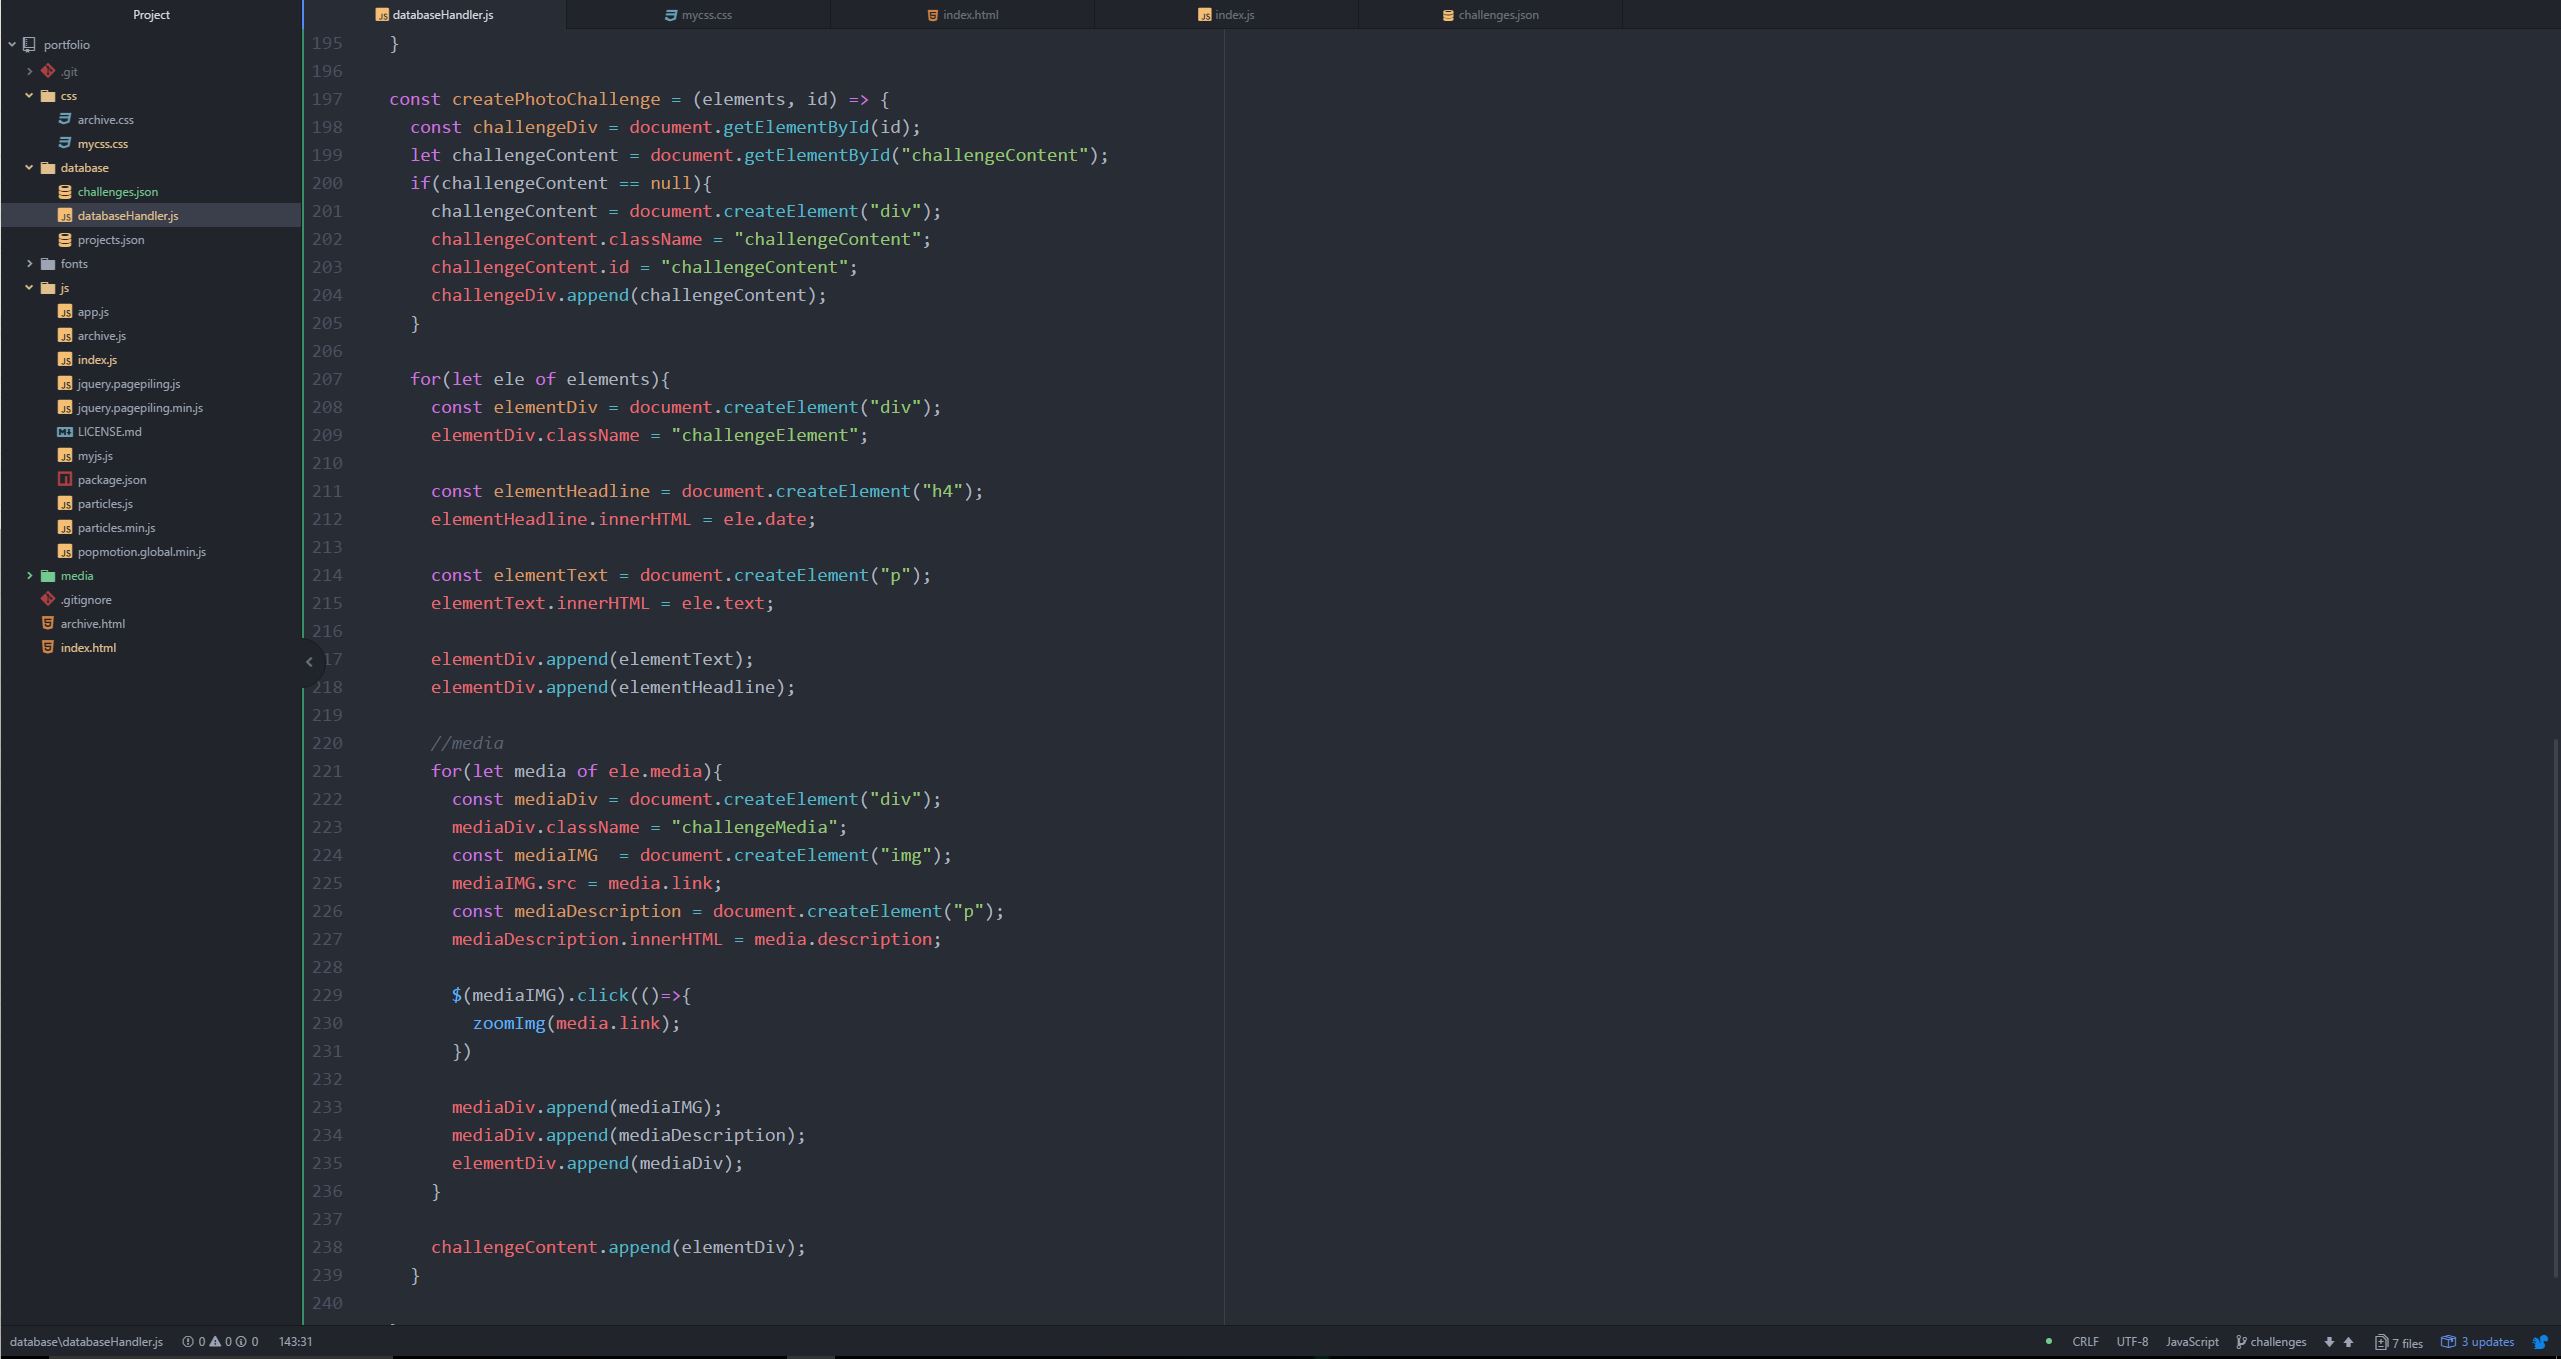 Project
databaseHandler.js
mycss.css
index.html
index.js
challenges.json
portfolio
.git
css
archive.css
mycss.css
database
challenges.json
databaseHandler.js
projects.json
fonts
js
app.js
archive.js
index.js
jquery.pagepiling.js
jquery.pagepiling.min.js
LICENSE.md
myjs.js
package.json
particles.js
particles.min.js
popmotion.global.min.js
media
.gitignore
archive.html
index.html
195 }
196
197 const createPhotoChallenge = (elements, id) => {
198 const challengeDiv = document.getElementById(id);
199 let challengeContent = document.getElementById("challengeContent");
200 if(challengeContent == null){
201 challengeContent = document.createElement("div");
202 challengeContent.className = "challengeContent";
203 challengeContent.id = "challengeContent";
204 challengeDiv.append(challengeContent);
205 }
206
207 for(let ele of elements){
208 const elementDiv = document.createElement("div");
209 elementDiv.className = "challengeElement";
210
211 const elementHeadline = document.createElement("h4");
212 elementHeadline.innerHTML = ele.date;
213
214 const elementText = document.createElement("p");
215 elementText.innerHTML = ele.text;
216
17 elementDiv.append(elementText);
218 elementDiv.append(elementHeadline);
219
220 //media
221 for(let media of ele.media){
222 const mediaDiv = document.createElement("div");
223 mediaDiv.className = "challengeMedia";
224 const mediaIMG  = document.createElement("img");
225 mediaIMG.src = media.link;
226 const mediaDescription = document.createElement("p");
227 mediaDescription.innerHTML = media.description;
228
229 $(mediaIMG).click(()=>{
230 zoomImg(media.link);
231 })
232
233 mediaDiv.append(mediaIMG);
234 mediaDiv.append(mediaDescription);
235 elementDiv.append(mediaDiv);
236 }
237
238 challengeContent.append(elementDiv);
239 }
240
database\databaseHandler.js 0 0 0 143:31 CRLF UTF-8 JavaScript challenges 7 files 3 updates